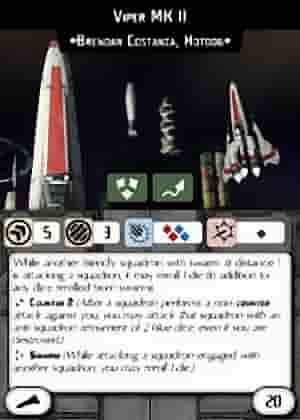 Viper MK II
•Brendan Costanza, Hotdog•
5
3
While another friendly squadron with swarm at distance 1
is attacking a squadron, it may reroll 1 die (in addition to
any dice rerolled from swarm).
Counter 2 (After a squadron performs a non-counter
attack against you, you may attack that squadron with an
anti-squadron armament of 2 blue dice, even if you are
destroyed.)
Swarm (While attacking a squadron engaged with
another squadron, you may reroll 1 die.)
20